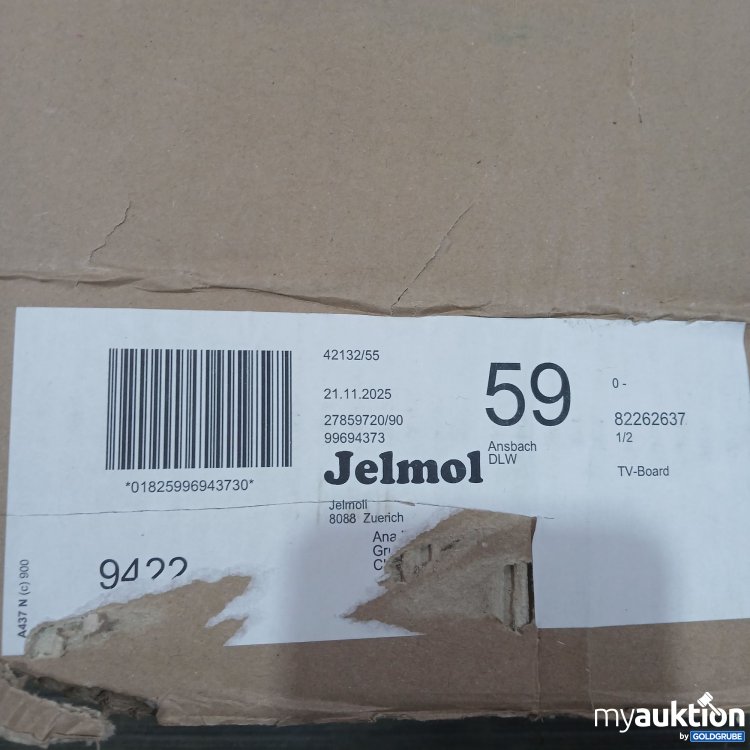 42132/55
21.11.2025
27859720/90
99694373
59
0 -
82262637
1/2
Ansbach
DLW
TV-Board
*01825996943730*
Jelmol
Jelmoli
8088 Zuerich
9422
A437 N (c) 900
myauktion
by GOLDGRUBE